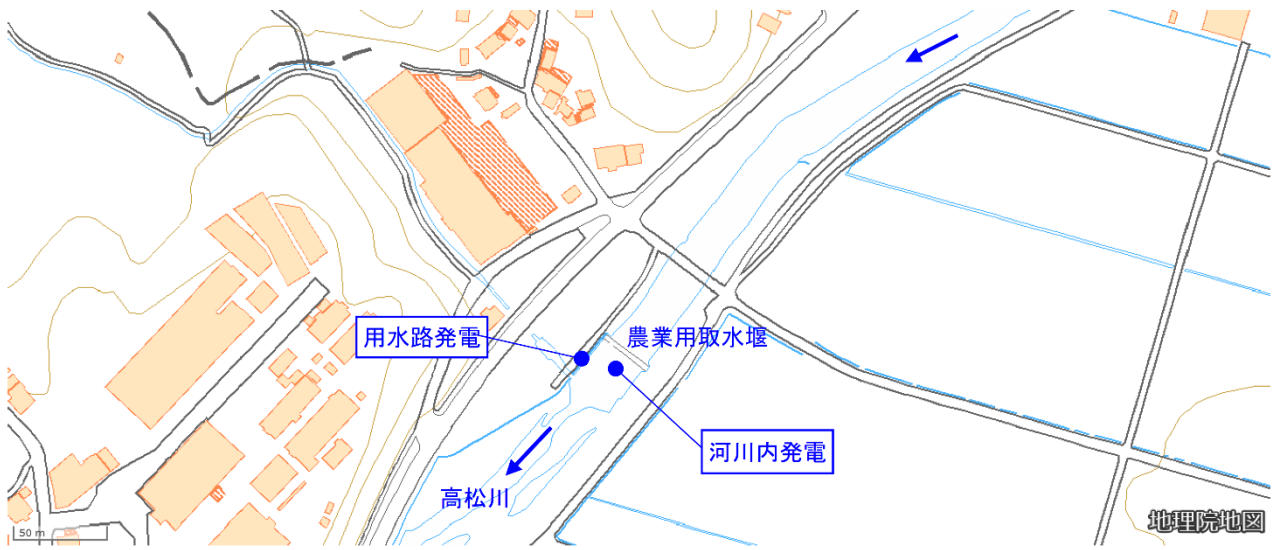 農業用取水堰
用水路発電
河川内発電
高松川
50 m
地理院地図